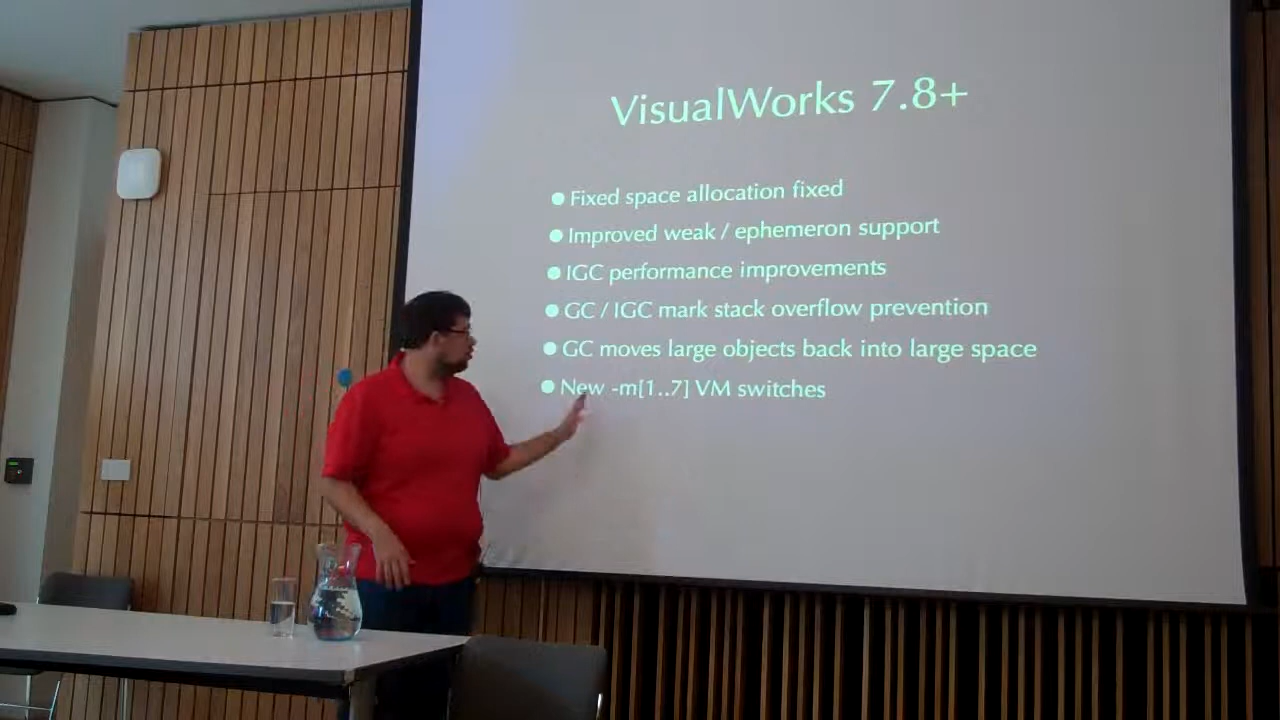 VisualWorks 7.8+
● Fixed space allocation fixed
● Improved weak / ephemeron support
● IGC performance improvements
● GC / IGC mark stack overflow prevention
● GC moves large objects back into large space
● New -m[1..7] VM switches